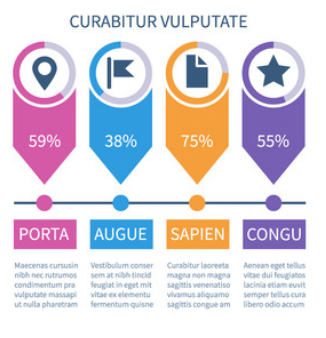 CURABITUR VULPUTATE
59% 38% 75% 55%
PORTA AUGUE SAPIEN CONGU
Maecenas cursusin
nibh nec rutrumos
condimentum pra
vulputate massapi
ut nulla pharetram
Vestibulum conser
sem at nibh tincid
feugiat in eget mit
vitae ex elementu
fermentum quisne
Curabitur laoreeta
magna non magna
sagittis venenatiso
vivamus aliquamo
sagittis congue am
Aenean eget tellus
vitae dui feugiatos
lacinia etiam euvit
semper tellus cura
libero odio accum